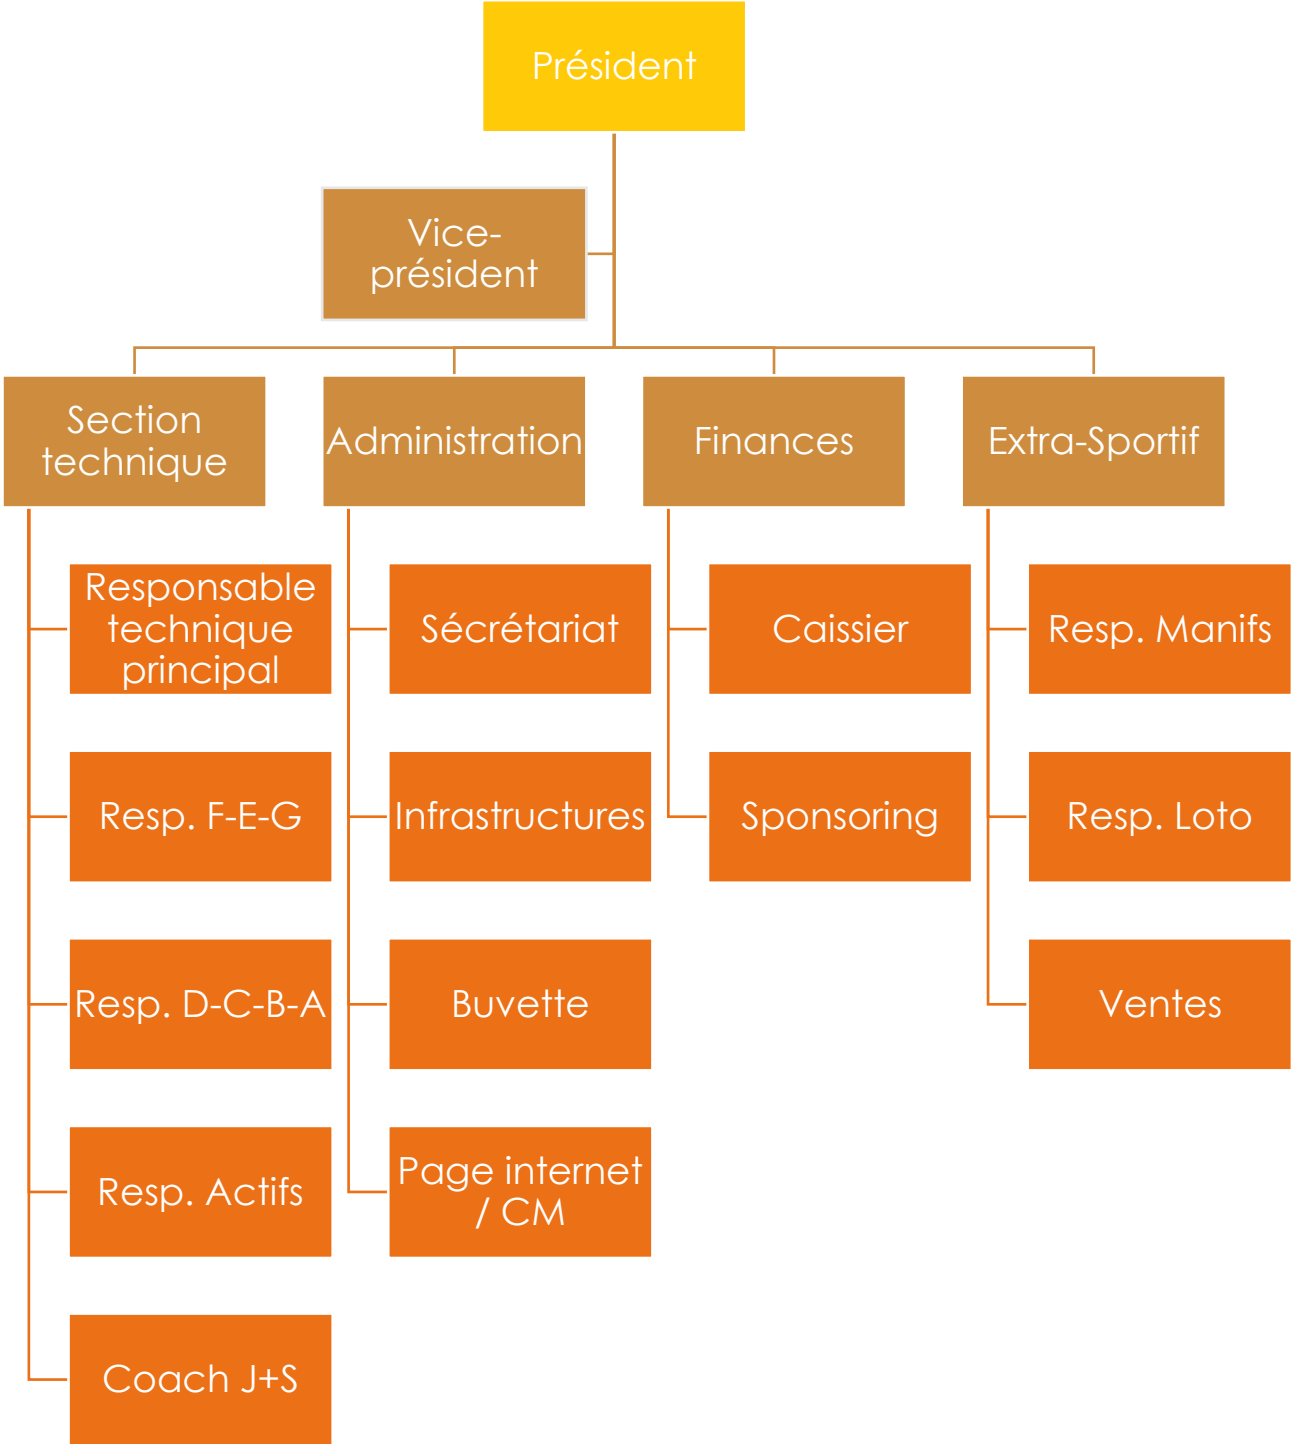 Président
Vice-
président
Section
technique
Administration
Finances
Extra-Sportif
Responsable
technique
principal
Sécrétariat
Caissier
Resp. Manifs
Resp. F-E-G
Infrastructures
Sponsoring
Resp. Loto
Resp. D-C-B-A
Buvette
Ventes
Resp. Actifs
Page internet
/ CM
Coach J+S